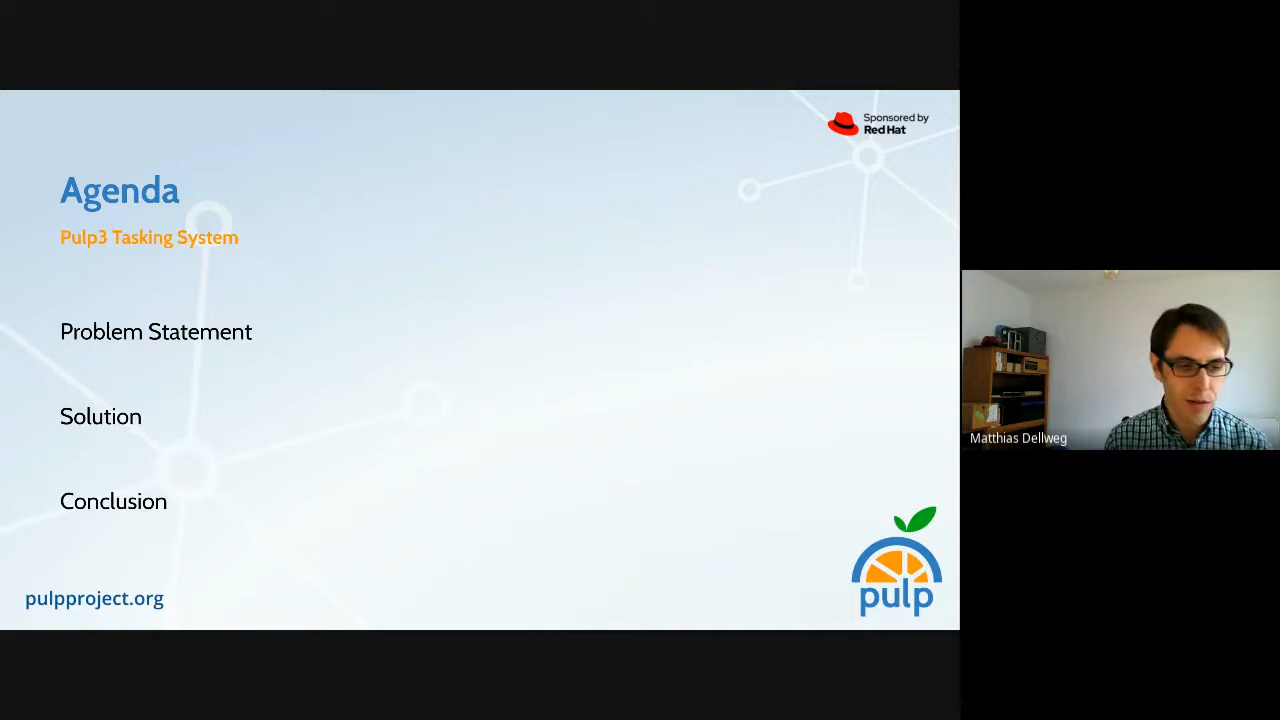 Sponsored by
Red Hat
Agenda
Pulp3 Tasking System
Problem Statement
Solution
Conclusion
pulpproject.org
pulp
Matthias Dellweg